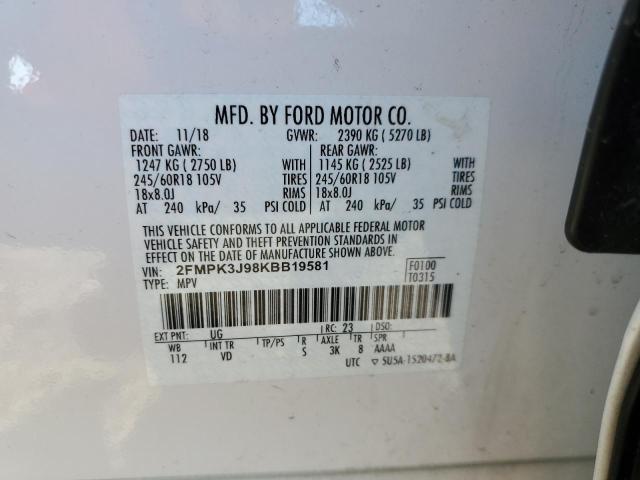 MFD. BY FORD MOTOR CO.
DATE: 11/18 GVWR: 2390 KG ( 5270 LB)
FRONT GAWR: REAR GAWR:
1247 KG ( 2750 LB) WITH 1145 KG ( 2525 LB) WITH
245/60R18 105V TIRES 245/60R18 105V TIRES
18x8.0J RIMS 18x8.0J RIMS
AT 240 kPa/ 35 PSI COLD AT 240 kPa/ 35 PSI COLD
THIS VEHICLE CONFORMS TO ALL APPLICABLE FEDERAL MOTOR
VEHICLE SAFETY AND THEFT PREVENTION STANDARDS IN
EFFECT ON THE DATE OF MANUFACTURE SHOWN ABOVE.
VIN: 2FMPK3J98KBB19581 F0100
TYPE: MPV T0315
EXT PNT: UG RC: 23 DSO:
WB INT TR TP/PS R AXLE TR SPR
112 VD S 3K 8 AAAA
UTC ▽ 5U5A-1520472-BA